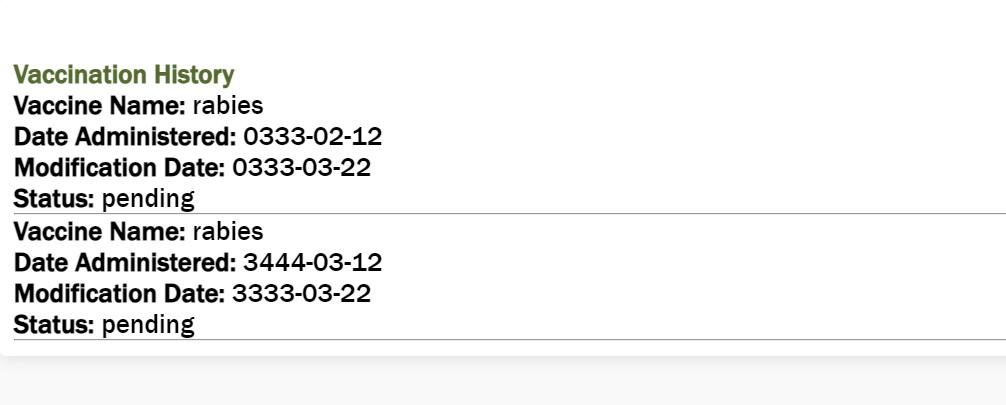 Vaccination History
Vaccine Name: rabies
Date Administered: 0333-02-12
Modification Date: 0333-03-22
Status: pending
Vaccine Name: rabies
Date Administered: 3444-03-12
Modification Date: 3333-03-22
Status: pending